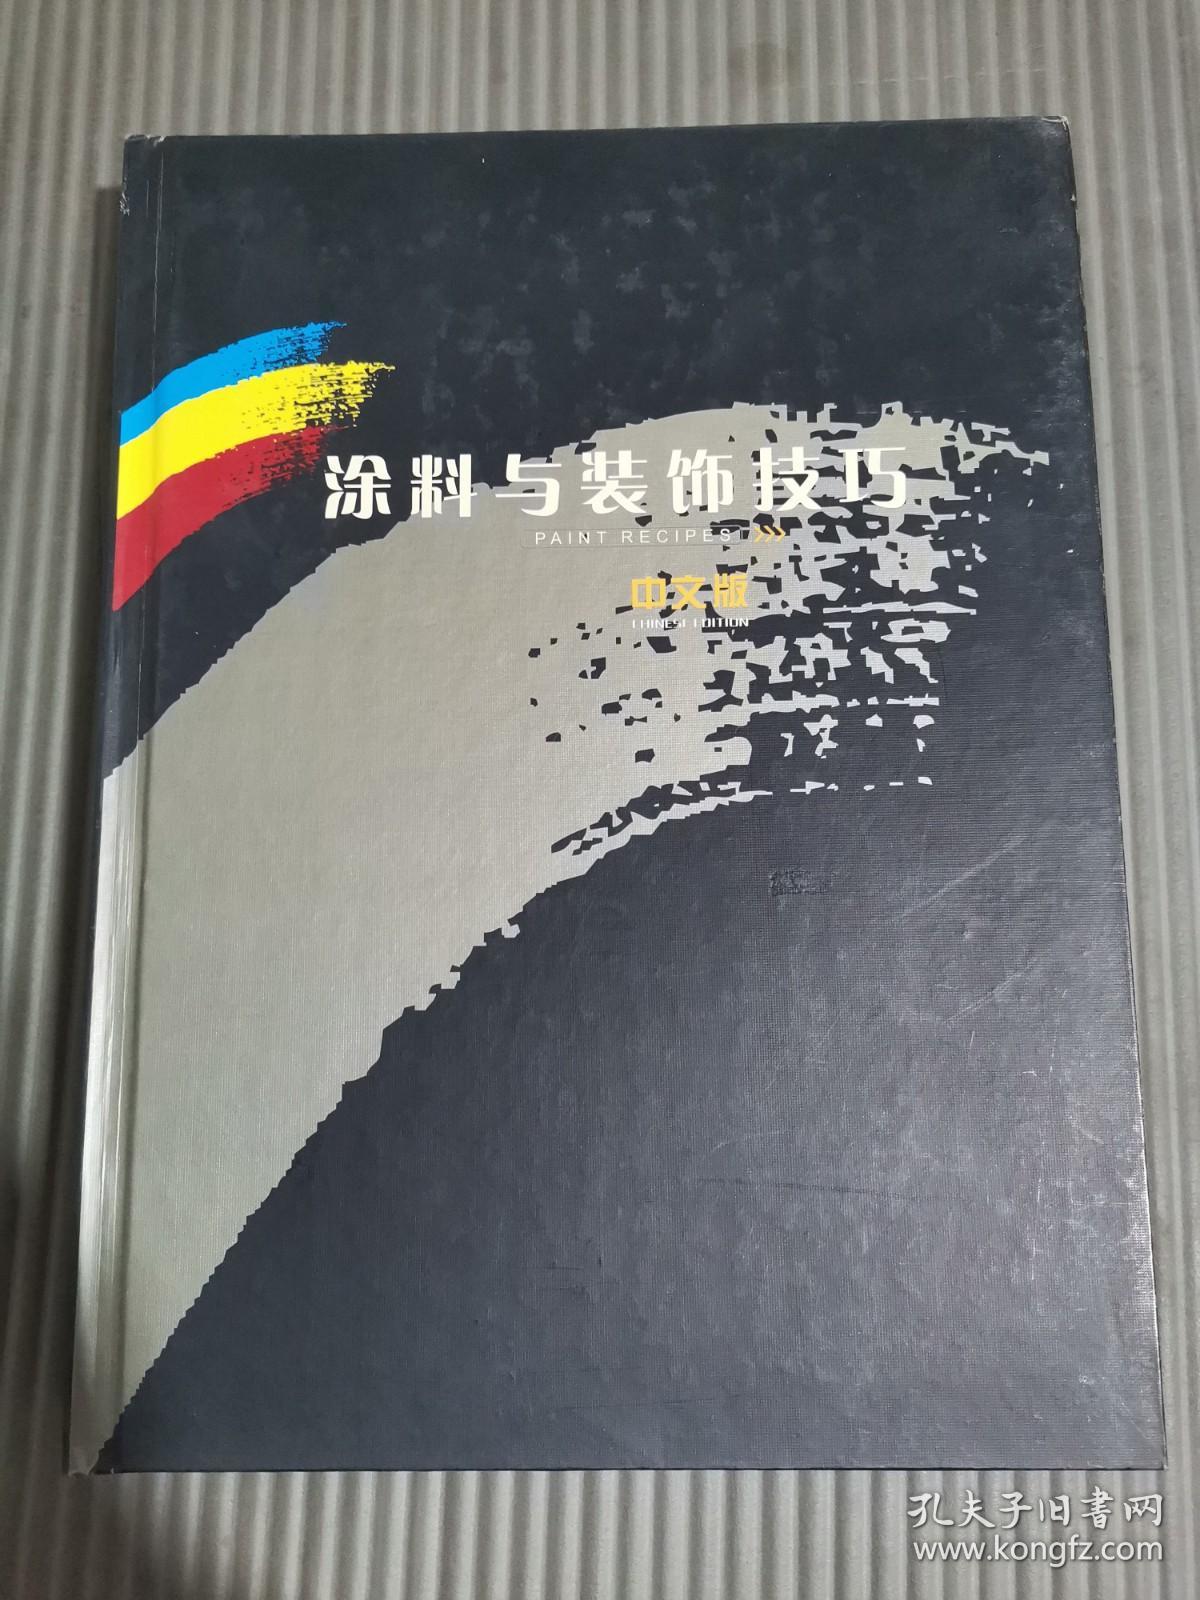 涂料与装饰技巧
PAINT RECIPES
中文版
CHINESE EDITION
孔夫子旧书网
www.kongfz.com